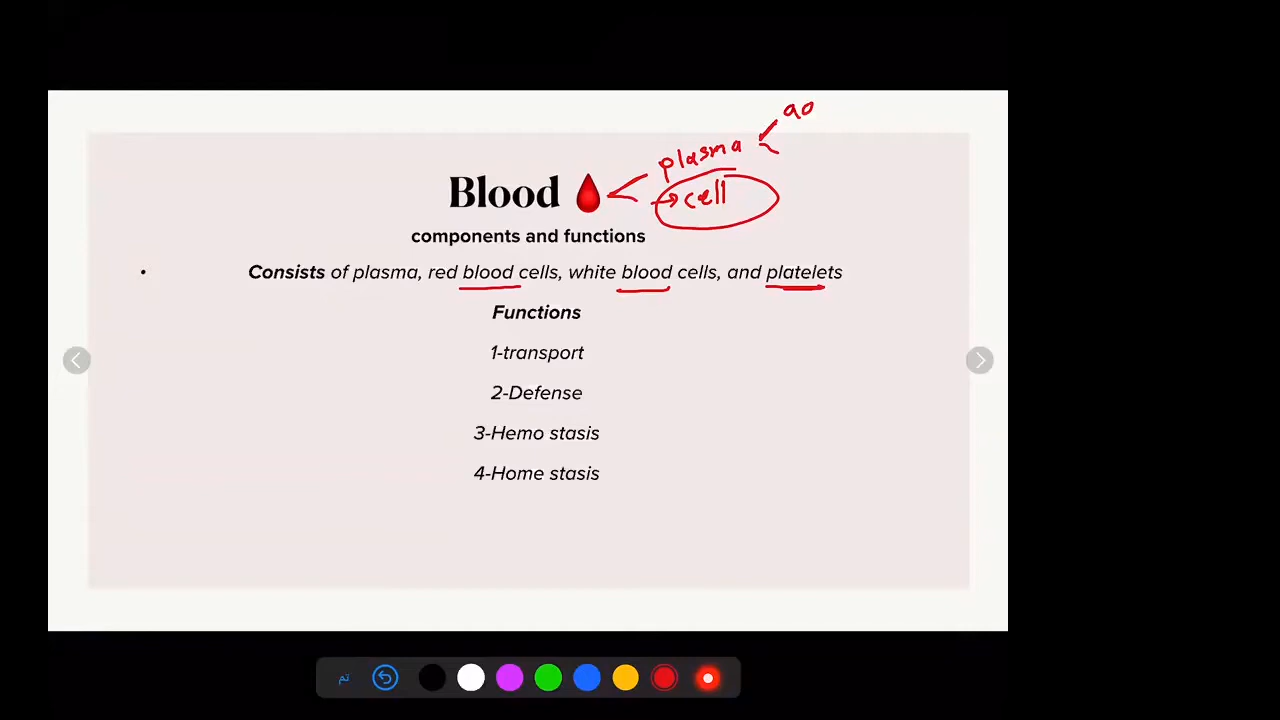 90
plasma
Blood
→ cell
components and functions
• Consists of plasma, red blood cells, white blood cells, and platelets
Functions
1-transport
2-Defense
3-Hemo stasis
4-Home stasis
تم